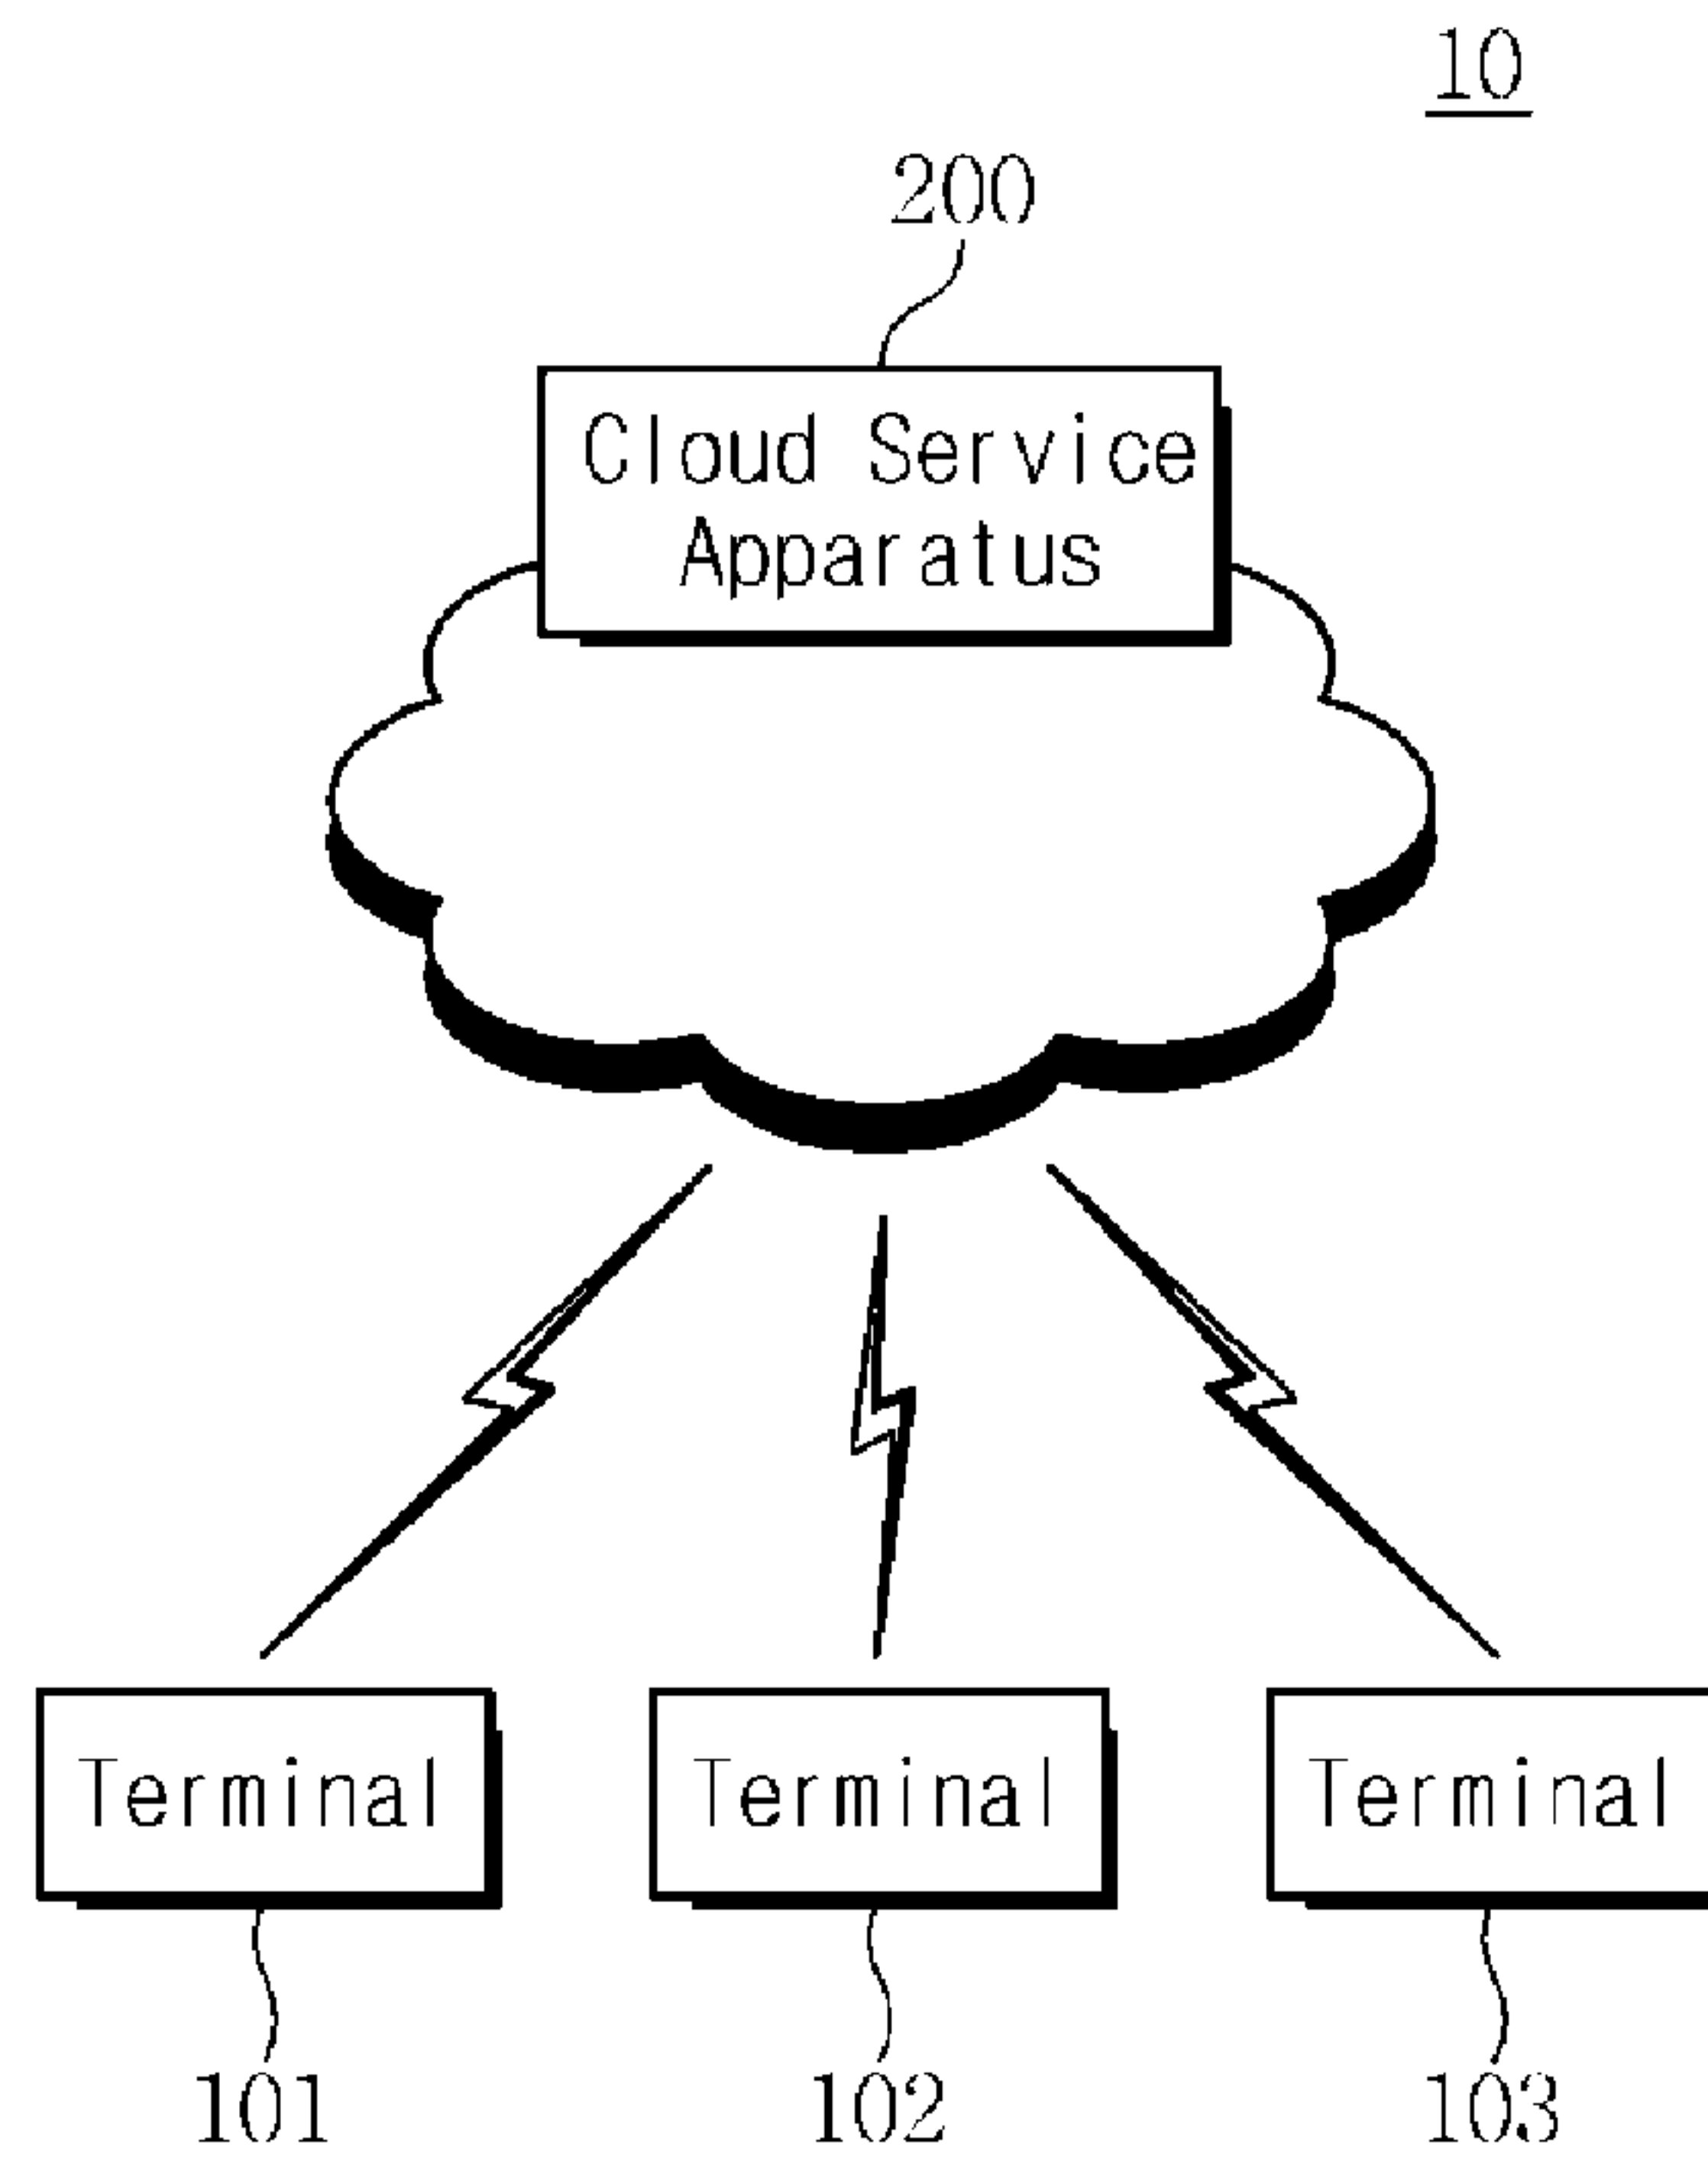 10
200
Cloud Service
Apparatus
Terminal
Terminal
Terminal
101
102
103